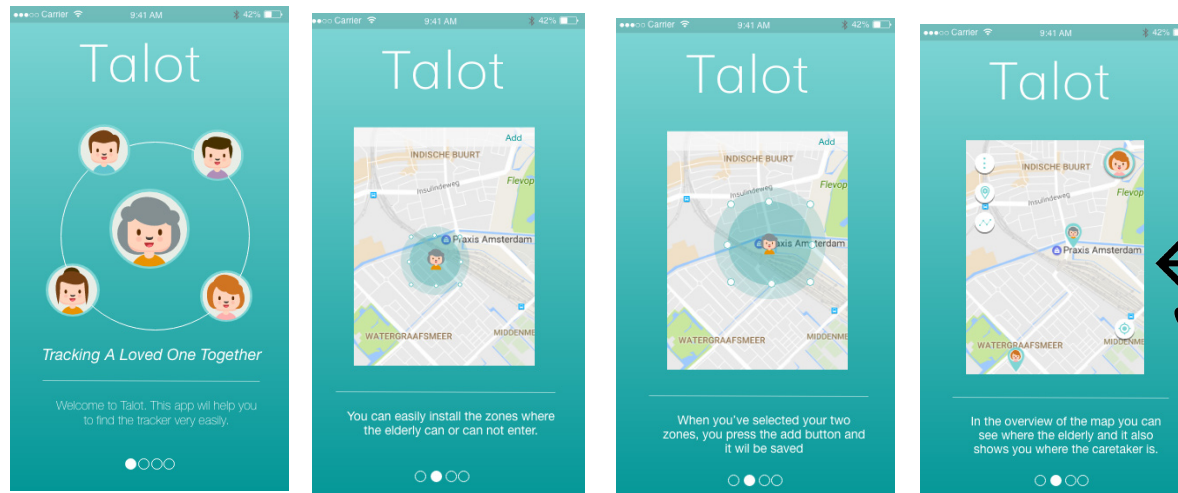 Carrier 9:41 AM 42%
Talot
Tracking A Loved One Together
Welcome to Talot. This app wil help you
to find the tracker very easily.
Carrier 9:41 AM 42%
Talot
Add
INDISCHE BUURT
Insulindeweg
Flevop
Praxis Amsterdam
WATERGRAAFSMEER
MIDDENME
You can easily install the zones where
the elderly can or can not enter.
Carrier 9:41 AM 42%
Talot
Add
INDISCHE BUURT
Insulindeweg
Flevop
axis Amsterdam
WATERGRAAFSMEER
MIDDENME
When you've selected your two
zones, you press the add button and
it wil be saved
Carrier 9:41 AM 42%
Talot
INDISCHE BUURT
Insulindeweg
Flevop
Praxis Amsterdam
WATERGRAAFSMEER
MIDDENME
In the overview of the map you can
see where the elderly and it also
shows you where the caretaker is.